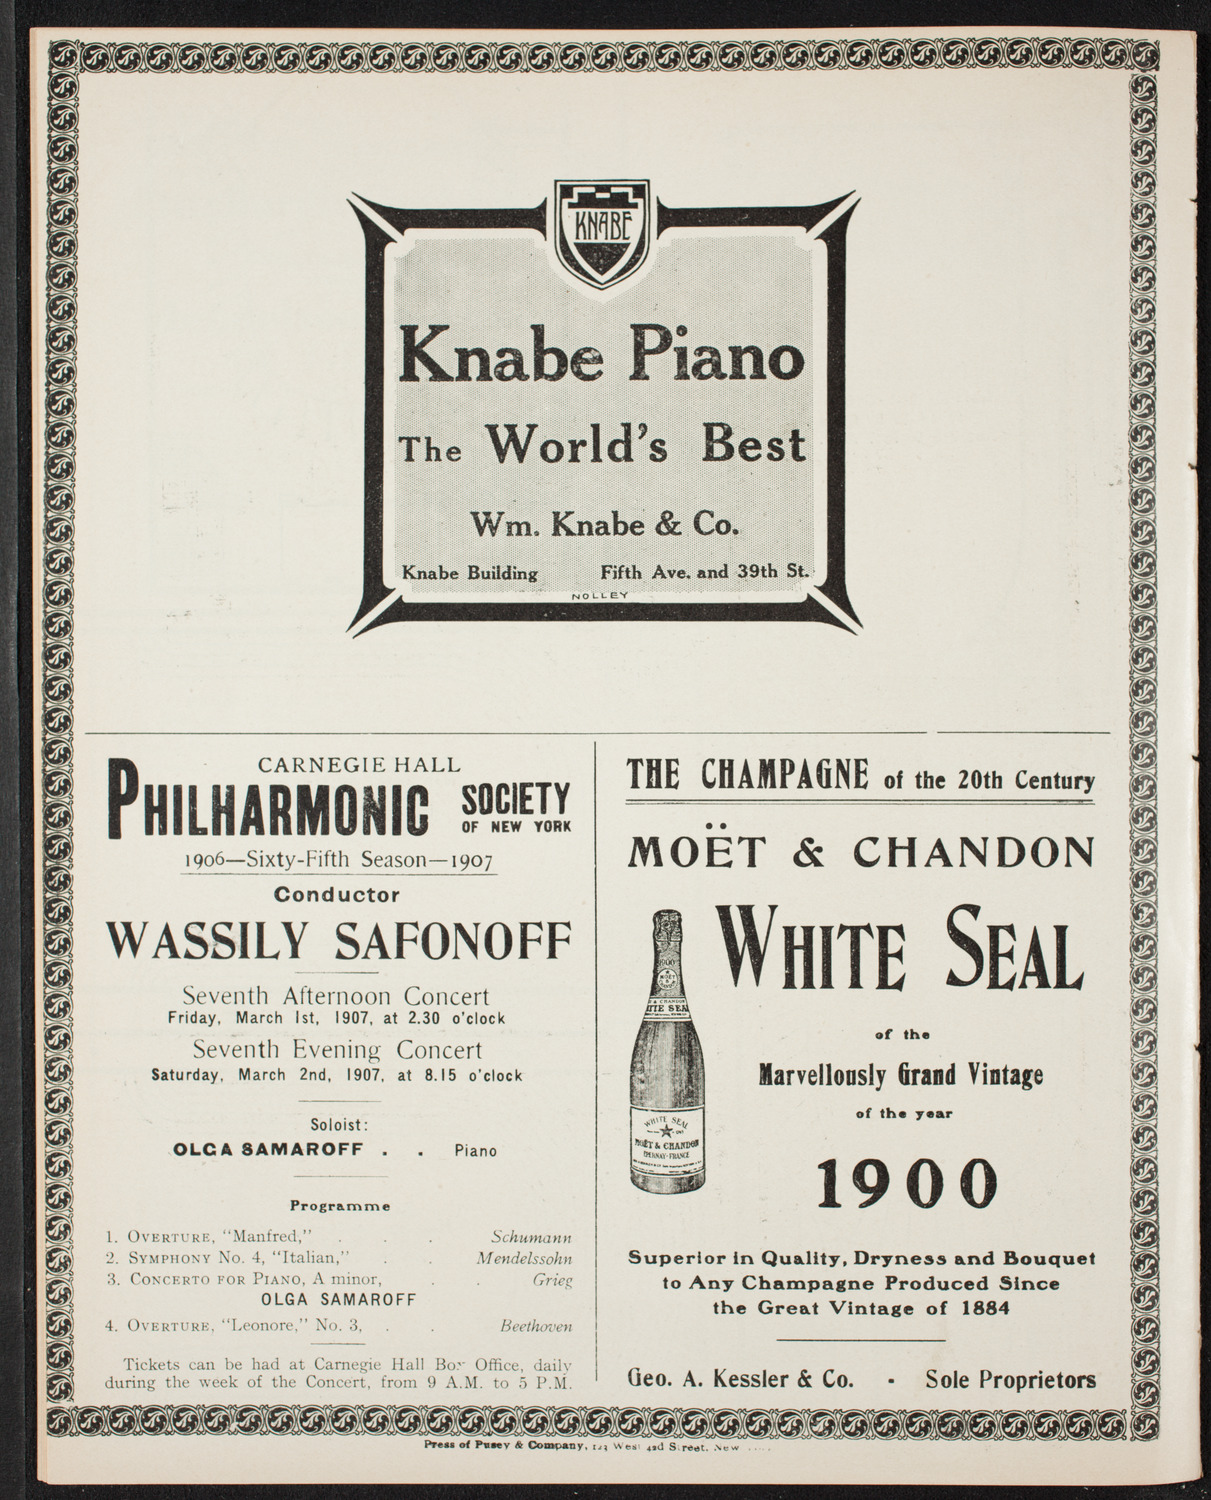 KNABE
Knabe Piano
The World's Best
Wm. Knabe & Co.
Knabe Building Fifth Ave. and 39th St.
NOLLEY
CARNEGIE HALL
PHILHARMONIC SOCIETY
OF NEW YORK
1906—Sixty-Fifth Season—1907
Conductor
WASSILY SAFONOFF
Seventh Afternoon Concert
Friday, March 1st, 1907, at 2.30 o'clock
Seventh Evening Concert
Saturday, March 2nd, 1907, at 8.15 o'clock
Soloist:
OLGA SAMAROFF . . Piano
Programme
1. OVERTURE, "Manfred," . . . Schumann
2. SYMPHONY No. 4, "Italian," . . Mendelssohn
3. CONCERTO FOR PIANO, A minor, . . Grieg
OLGA SAMAROFF
4. OVERTURE, "Leonore," No. 3, . . Beethoven
Tickets can be had at Carnegie Hall Box Office, daily
during the week of the Concert, from 9 A.M. to 5 P.M.
THE CHAMPAGNE of the 20th Century
MOËT & CHANDON
WHITE SEAL
of the
Marvellously Grand Vintage
of the year
1900
WHITE SEAL
MOËT & CHANDON
EPERNAY-FRANCE
Superior in Quality, Dryness and Bouquet
to Any Champagne Produced Since
the Great Vintage of 1884
Geo. A. Kessler & Co. - Sole Proprietors
Press of Pusey & Company, 123 West 42d Street, New